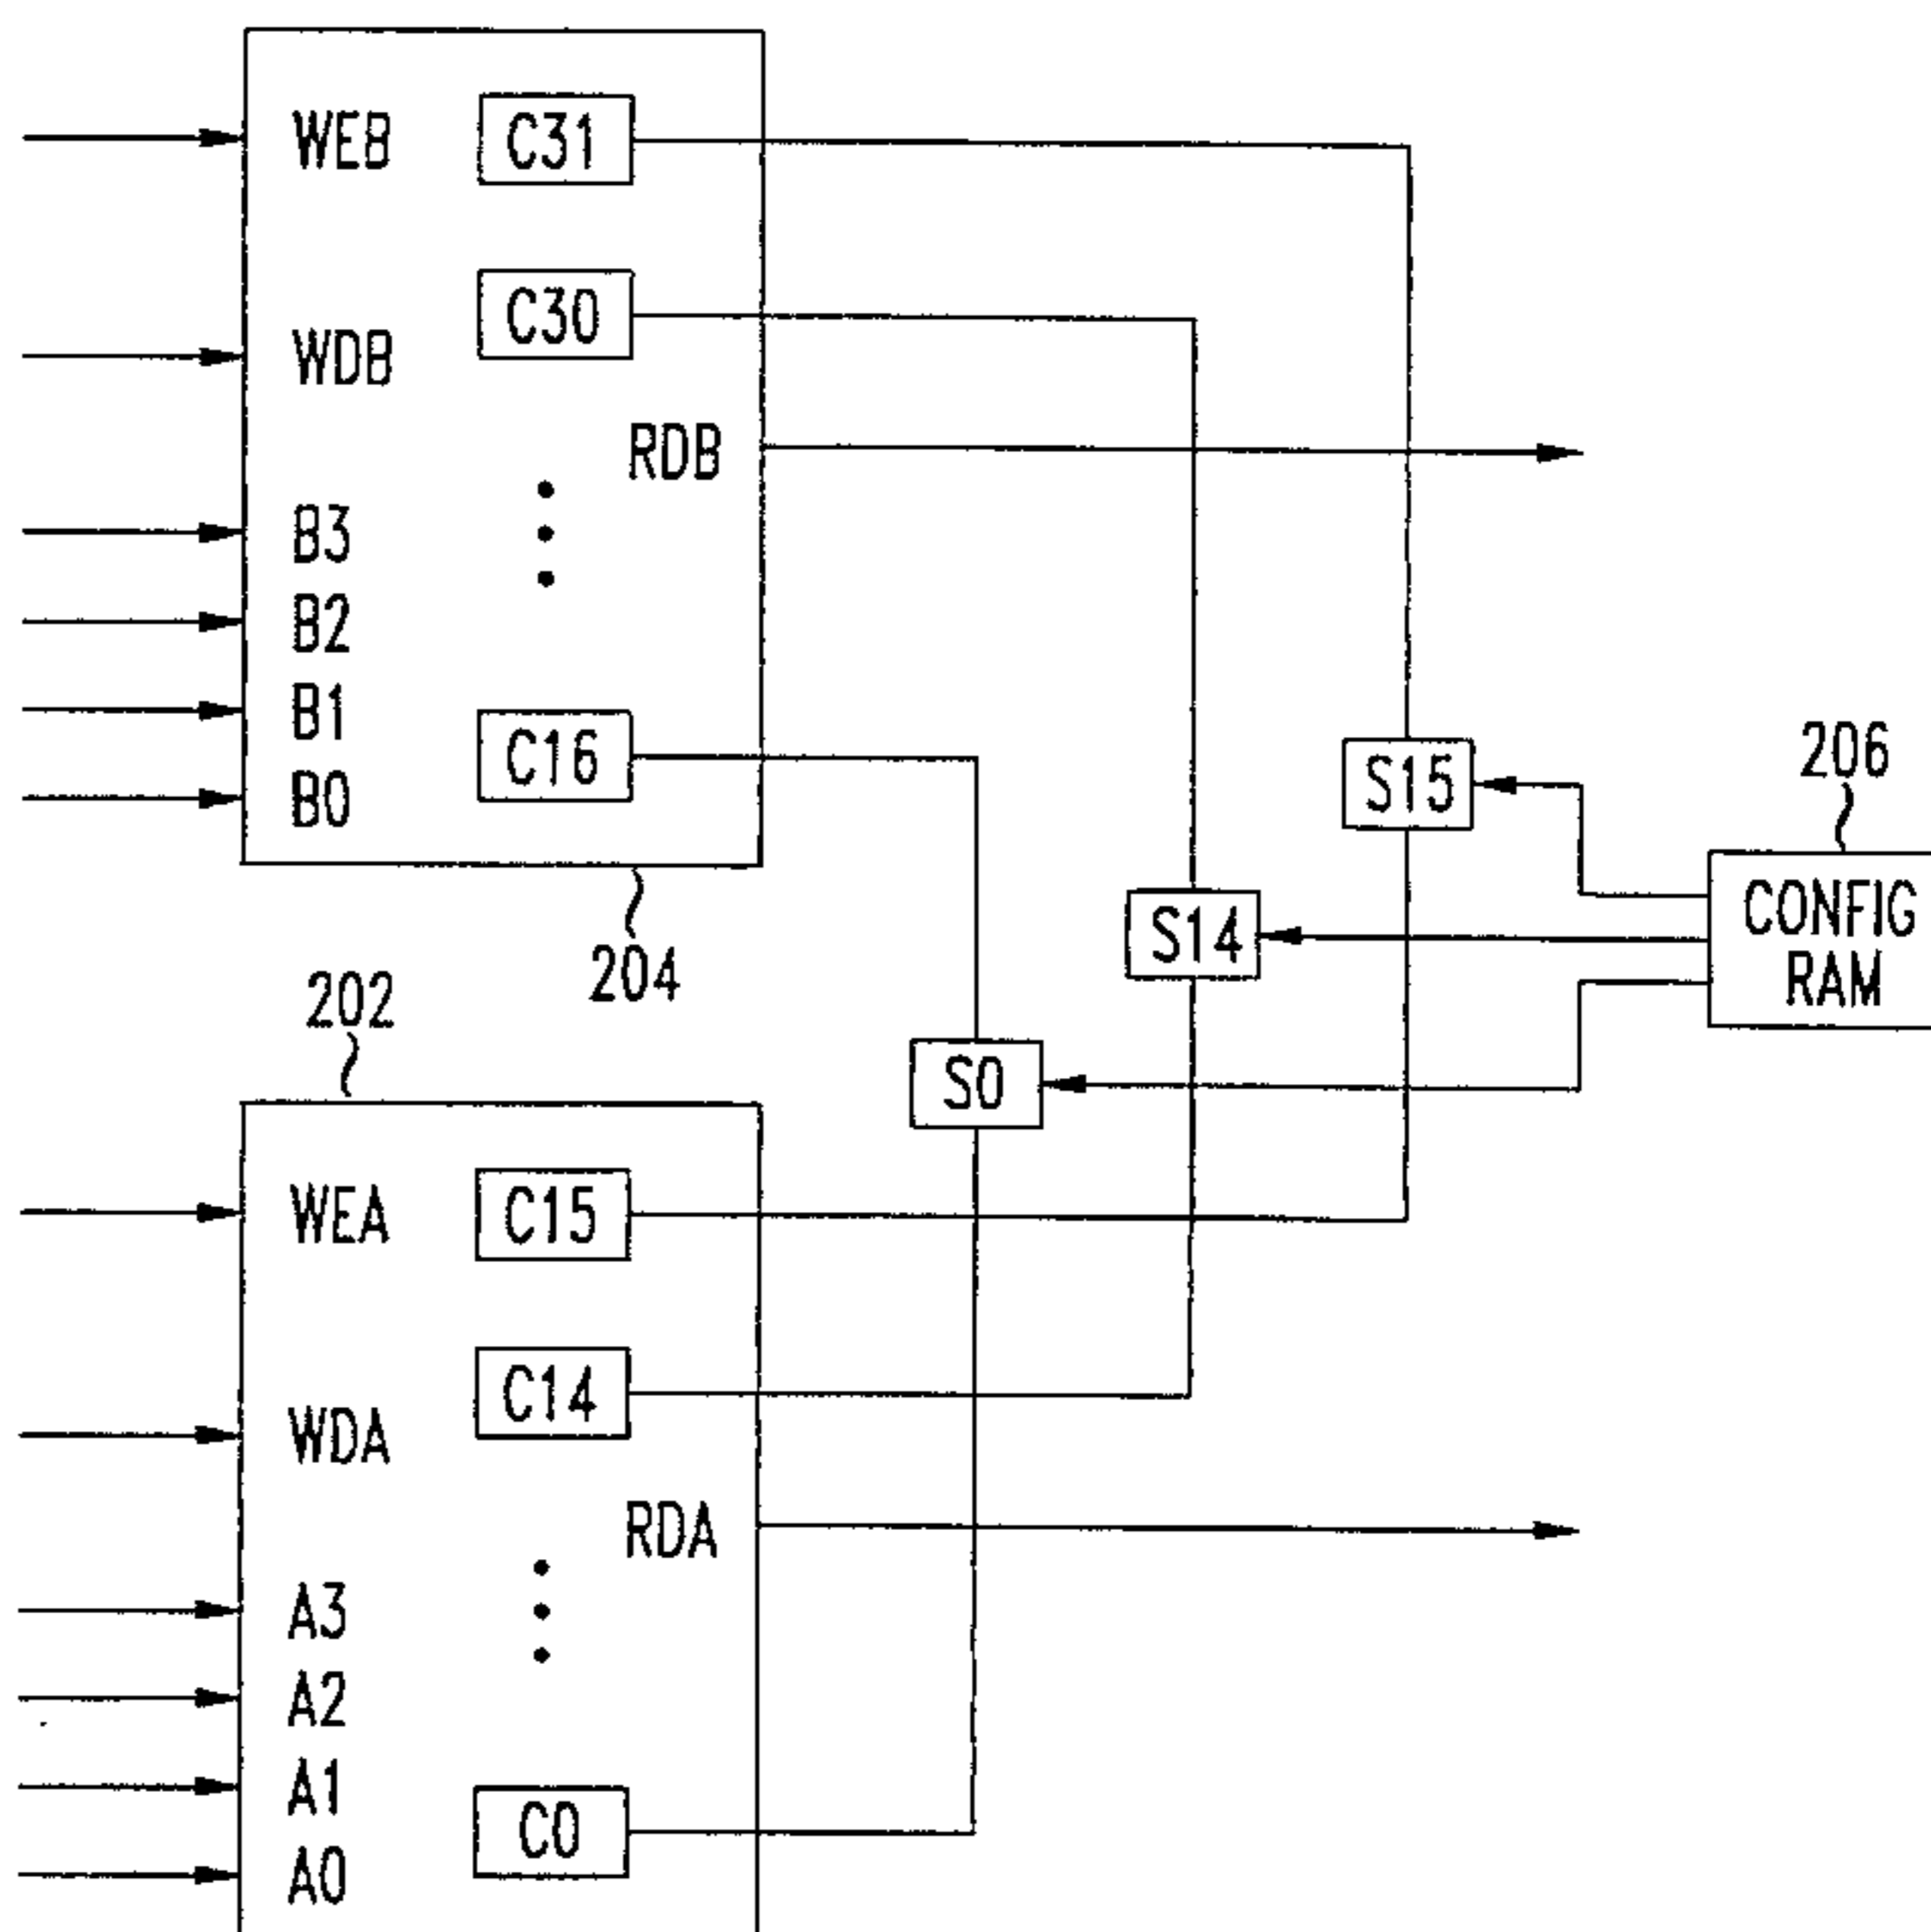 WEB
C31
C30
WDB
RDB
B3
B2
B1
C16
B0
204
S15
206
CONFIG
RAM
S14
S0
202
WEA
C15
C14
WDA
RDA
A3
A2
A1
C0
A0